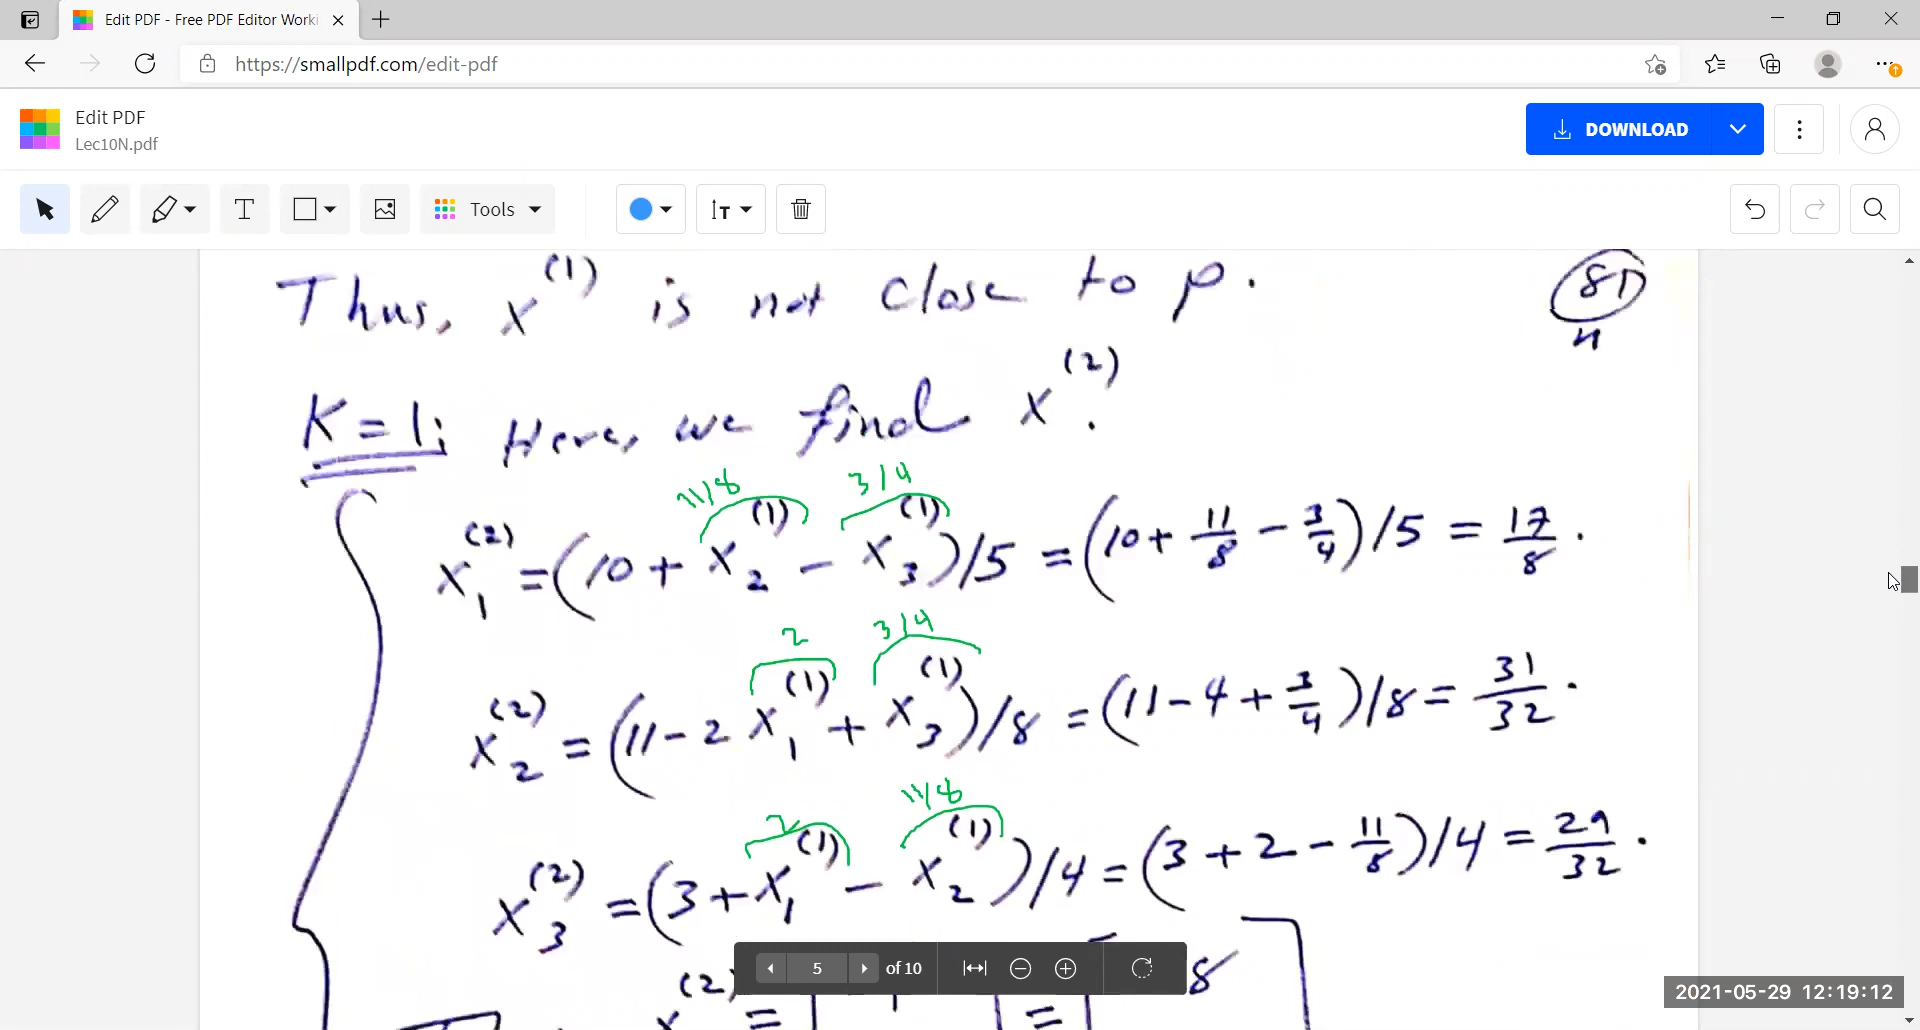 Edit PDF - Free PDF Editor Worki
https://smallpdf.com/edit-pdf
Edit PDF
Lec10N.pdf
DOWNLOAD
T
Tools
Thus, x^(1) is not close to p.
K=1; Here, we find x^(2).
11/8 3/4
x_1^(2) = (10 + x_2^(1) - x_3^(1))/5 = (10 + 11/8 - 3/4)/5 = 17/8.
2 3/4
x_2^(2) = (11 - 2 x_1^(1) + x_3^(1))/8 = (11 - 4 + 3/4)/8 = 31/32.
2 11/8
x_3^(2) = (3 + x_1^(1) - x_2^(1))/4 = (3 + 2 - 11/8)/4 = 29/32.
5 of 10
x^(2) = = 8
2021-05-29 12:19:12